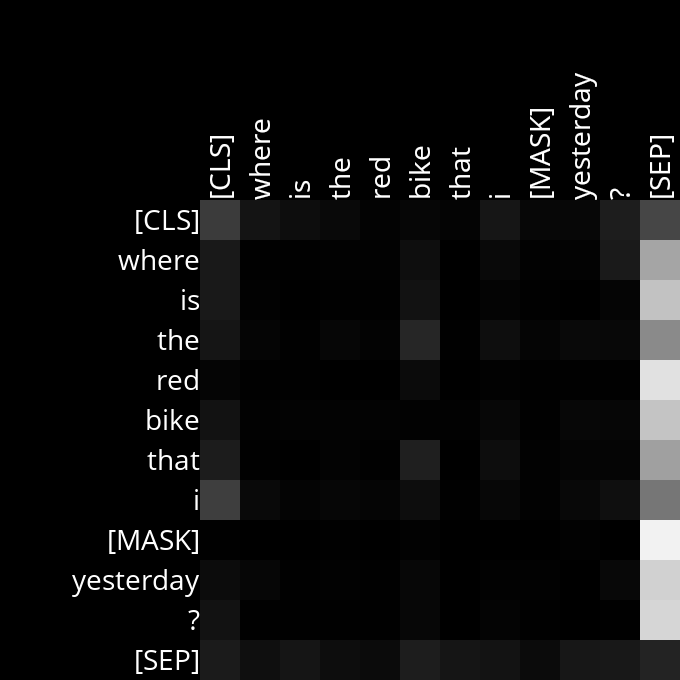 [CLS] where is the red bike that i [MASK] yesterday ? [SEP]
[CLS]
where
is
the
red
bike
that
i
[MASK]
yesterday
?
[SEP]